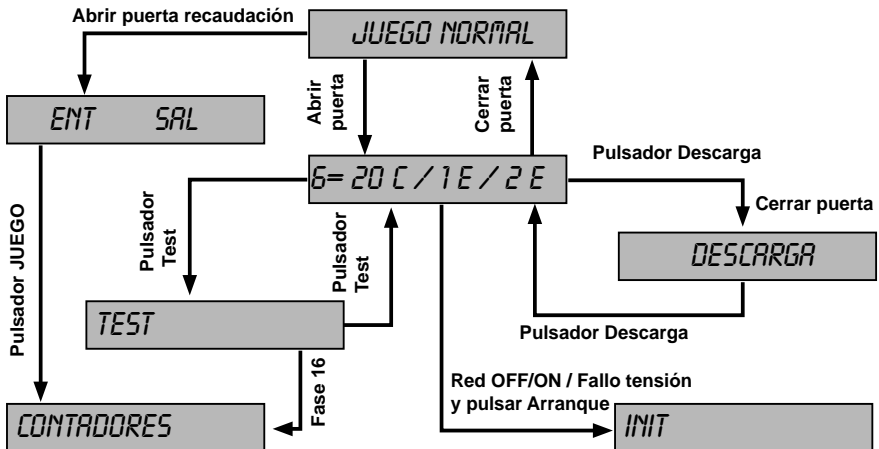 Abrir puerta recaudación
JUEGO NORMAL
Abrir
puerta
Cerrar
puerta
ENT SAL
Pulsador Descarga
6= 20 C / 1 E / 2 E
Cerrar puerta
Pulsador JUEGO
Pulsador
Test
Pulsador
Test
DESCARGA
TEST
Pulsador Descarga
Fase 16
Red OFF/ON / Fallo tensión
y pulsar Arranque
CONTADORES
INIT